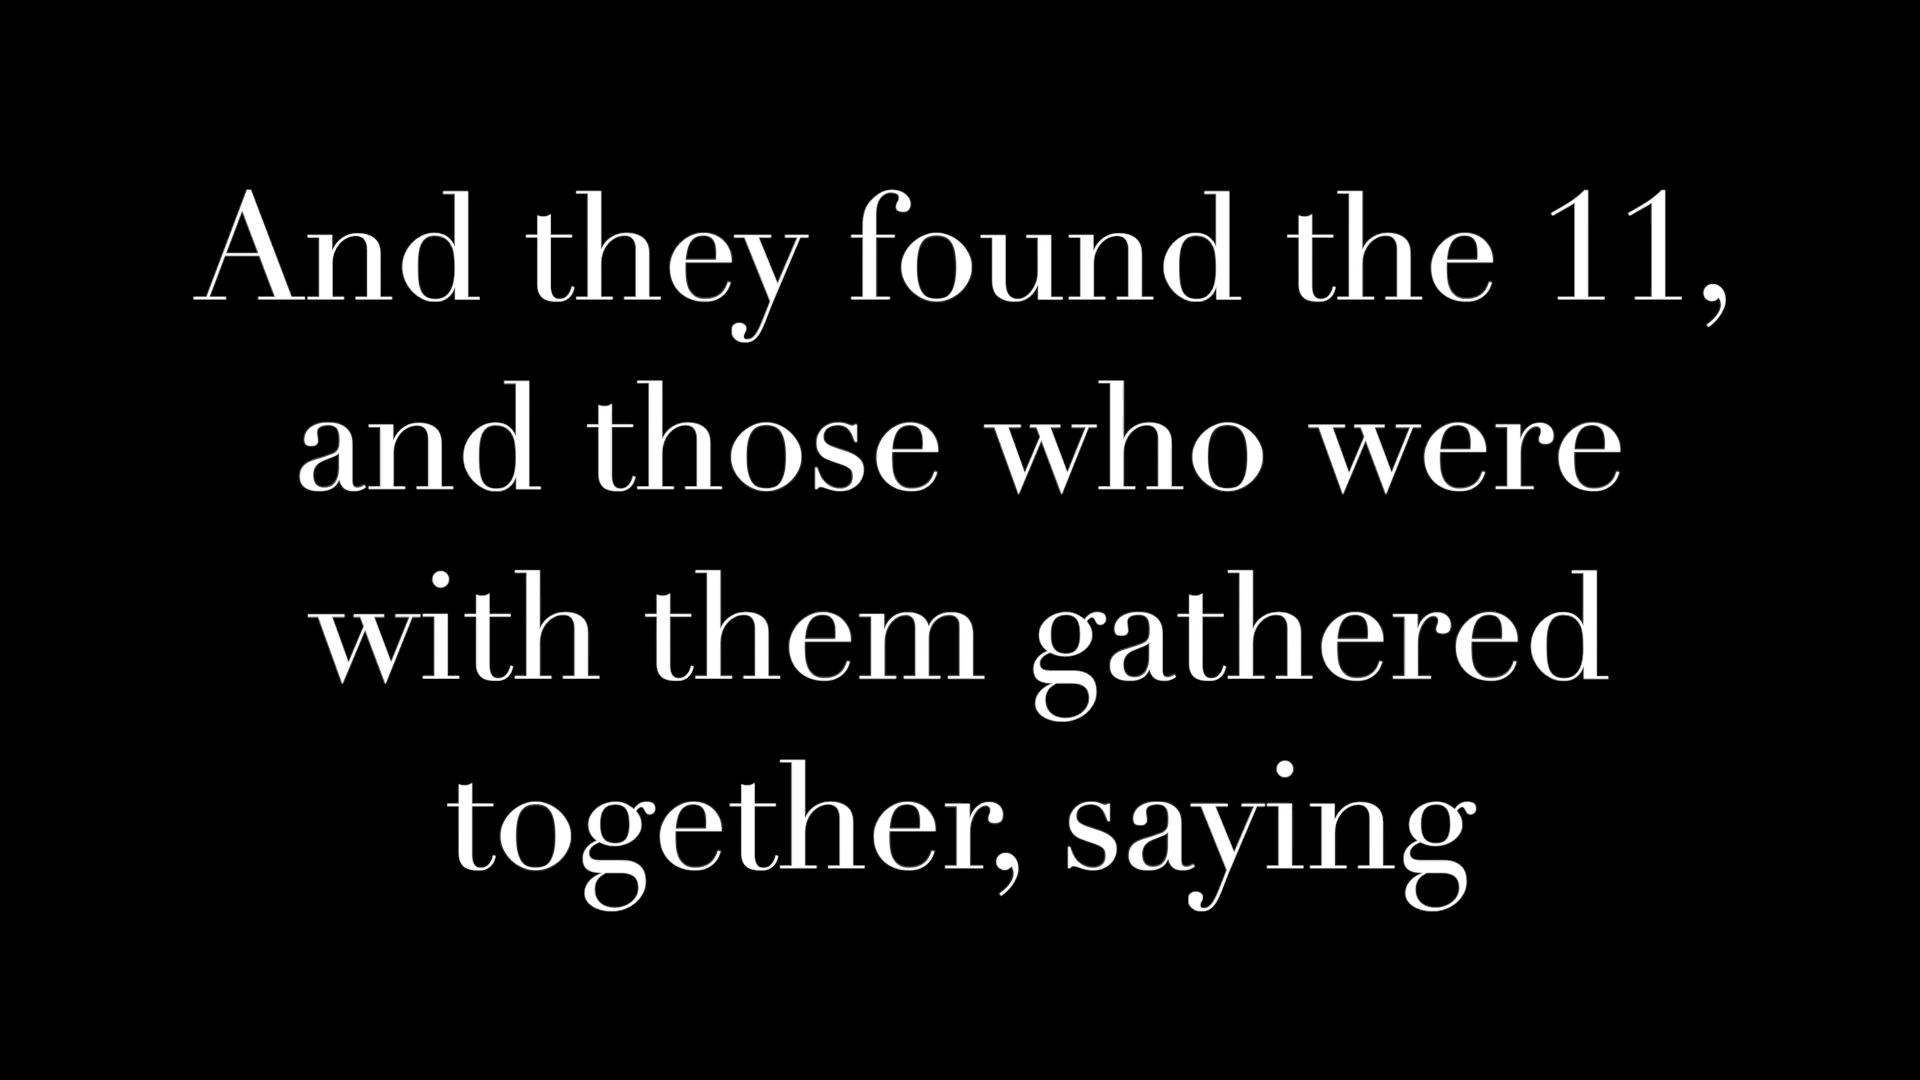 And they found the 11,
and those who were
with them gathered
together, saying